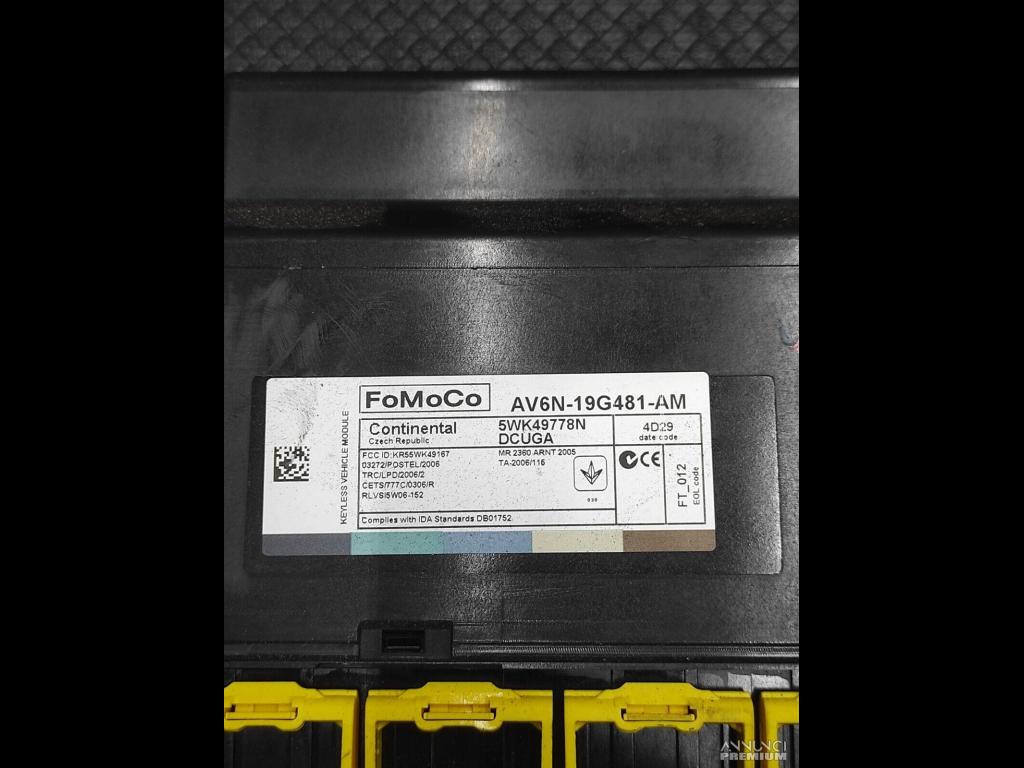 KEYLESS VEHICLE MODULE
FoMoCo
AV6N-19G481-AM
Continental
Czech Republic
5WK49778N
DCUGA
4D29
date code
FCC ID: KR55WK49167
03272/POSTEL/2006
TRC/LPD/2006/2
CETS/777C/0306/R
RLVS/5W06-152
MR 2360 ARNT 2005
TA-2006/116
FT_012
EOL code
Complies with IDA Standards DB01752
ANNUNCI
PREMIUM